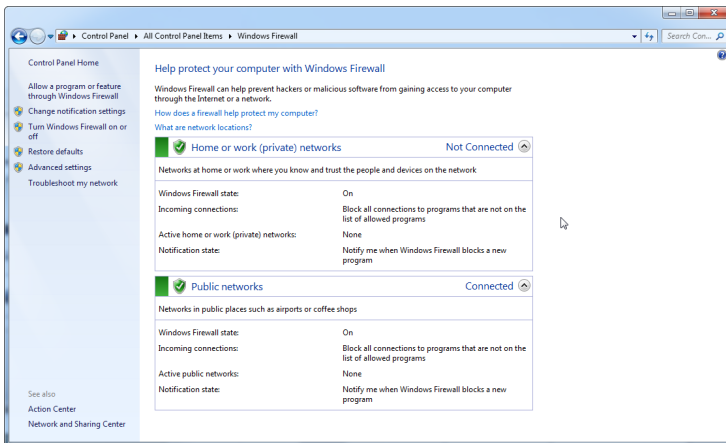 Control Panel ▸ All Control Panel Items ▸ Windows Firewall
Search Con...
Control Panel Home
Allow a program or feature
through Windows Firewall
Change notification settings
Turn Windows Firewall on or
off
Restore defaults
Advanced settings
Troubleshoot my network
See also
Action Center
Network and Sharing Center
Help protect your computer with Windows Firewall
Windows Firewall can help prevent hackers or malicious software from gaining access to your computer
through the Internet or a network.
How does a firewall help protect my computer?
What are network locations?
Home or work (private) networks Not Connected
Networks at home or work where you know and trust the people and devices on the network
Windows Firewall state: On
Incoming connections: Block all connections to programs that are not on the
list of allowed programs
Active home or work (private) networks: None
Notification state: Notify me when Windows Firewall blocks a new
program
Public networks Connected
Networks in public places such as airports or coffee shops
Windows Firewall state: On
Incoming connections: Block all connections to programs that are not on the
list of allowed programs
Active public networks: None
Notification state: Notify me when Windows Firewall blocks a new
program